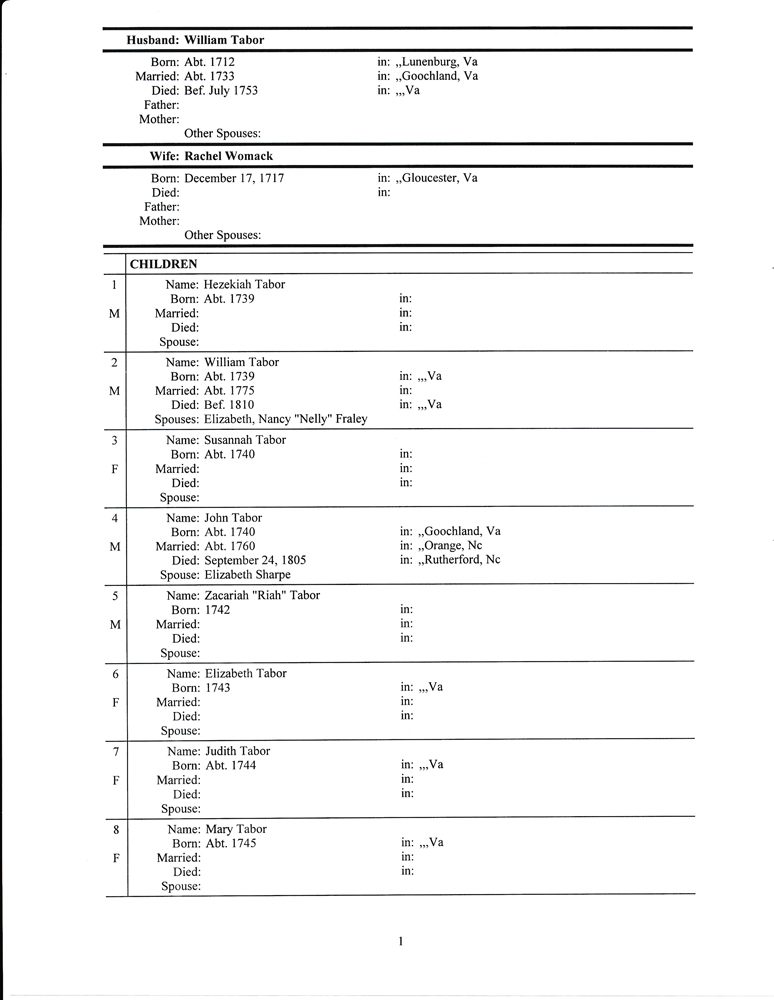 Husband: William Tabor
Born: Abt. 1712 in: ,,Lunenburg, Va
Married: Abt. 1733 in: ,,Goochland, Va
Died: Bef. July 1753 in: ,,,Va
Father:
Mother:
Other Spouses:
Wife: Rachel Womack
Born: December 17, 1717 in: ,,Gloucester, Va
Died: in:
Father:
Mother:
Other Spouses:
CHILDREN
1 Name: Hezekiah Tabor
Born: Abt. 1739 in:
M Married: in:
Died: in:
Spouse:
2 Name: William Tabor
Born: Abt. 1739 in: ,,,Va
M Married: Abt. 1775 in:
Died: Bef. 1810 in: ,,,Va
Spouses: Elizabeth, Nancy "Nelly" Fraley
3 Name: Susannah Tabor
Born: Abt. 1740 in:
F Married: in:
Died: in:
Spouse:
4 Name: John Tabor
Born: Abt. 1740 in: ,,Goochland, Va
M Married: Abt. 1760 in: ,,Orange, Nc
Died: September 24, 1805 in: ,,Rutherford, Nc
Spouse: Elizabeth Sharpe
5 Name: Zacariah "Riah" Tabor
Born: 1742 in:
M Married: in:
Died: in:
Spouse:
6 Name: Elizabeth Tabor
Born: 1743 in: ,,,Va
F Married: in:
Died: in:
Spouse:
7 Name: Judith Tabor
Born: Abt. 1744 in: ,,,Va
F Married: in:
Died: in:
Spouse:
8 Name: Mary Tabor
Born: Abt. 1745 in: ,,,Va
F Married: in:
Died: in:
Spouse:
1